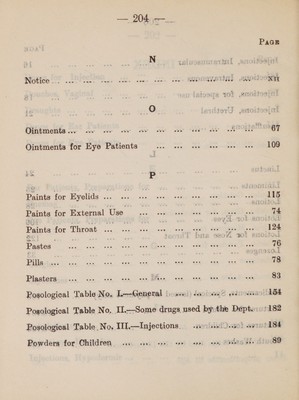 — 204 —
PAGE
N
Notice ... ... ... ... ... ... ... ... XII
O
Ointments ... ... ... ... ... ... ... ... 67
Ointments for Eye Patients ... ... ... ... ... 109
P
Paints for Eyelids ... ... ... ... ... ... ... 115
Paints for External Use ... ... ... ... ... 74
Paints for Throat ... ... ... ... ... ... ... 124
Pastes ... ... ... ... ... ... ... ... 76
Pills ... ... ... ... ... ... ... ... 78
Plasters ... ... ... ... ... ... ... ... 83
Posological Table No. I.—General ... ... ... ... 154
Posological Table No. II.—Some drugs used by the Dept. 182
Posological Table No. III.—Injections ... ... ... 184
Powders for Children ... ... ... ... ... ... 89